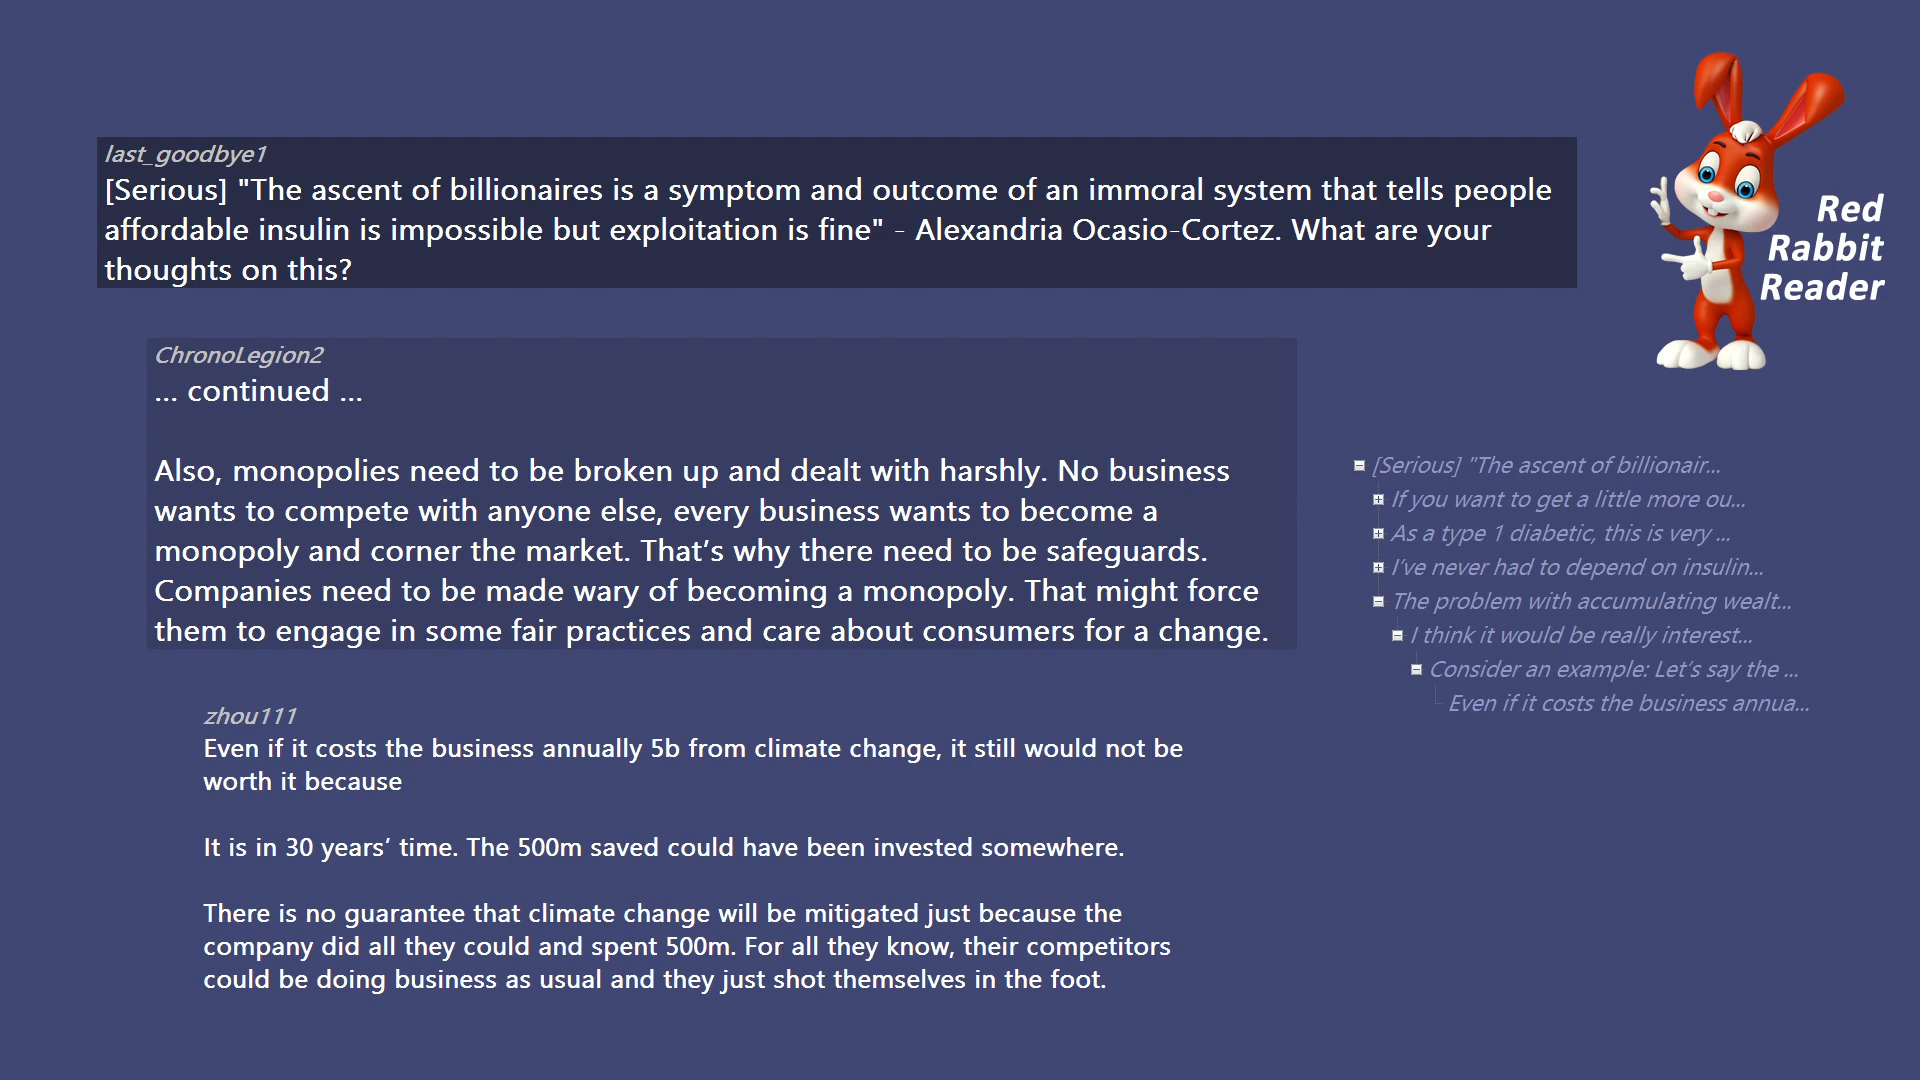 last_goodbye1
[Serious] "The ascent of billionaires is a symptom and outcome of an immoral system that tells people
affordable insulin is impossible but exploitation is fine" - Alexandria Ocasio-Cortez. What are your
thoughts on this?
Red
Rabbit
Reader
ChronoLegion2
... continued ...
Also, monopolies need to be broken up and dealt with harshly. No business
wants to compete with anyone else, every business wants to become a
monopoly and corner the market. That’s why there need to be safeguards.
Companies need to be made wary of becoming a monopoly. That might force
them to engage in some fair practices and care about consumers for a change.
[Serious] "The ascent of billionair...
If you want to get a little more ou...
As a type 1 diabetic, this is very ...
I’ve never had to depend on insulin...
The problem with accumulating wealt...
I think it would be really interest...
Consider an example: Let’s say the ...
Even if it costs the business annua...
zhou111
Even if it costs the business annually 5b from climate change, it still would not be
worth it because
It is in 30 years’ time. The 500m saved could have been invested somewhere.
There is no guarantee that climate change will be mitigated just because the
company did all they could and spent 500m. For all they know, their competitors
could be doing business as usual and they just shot themselves in the foot.